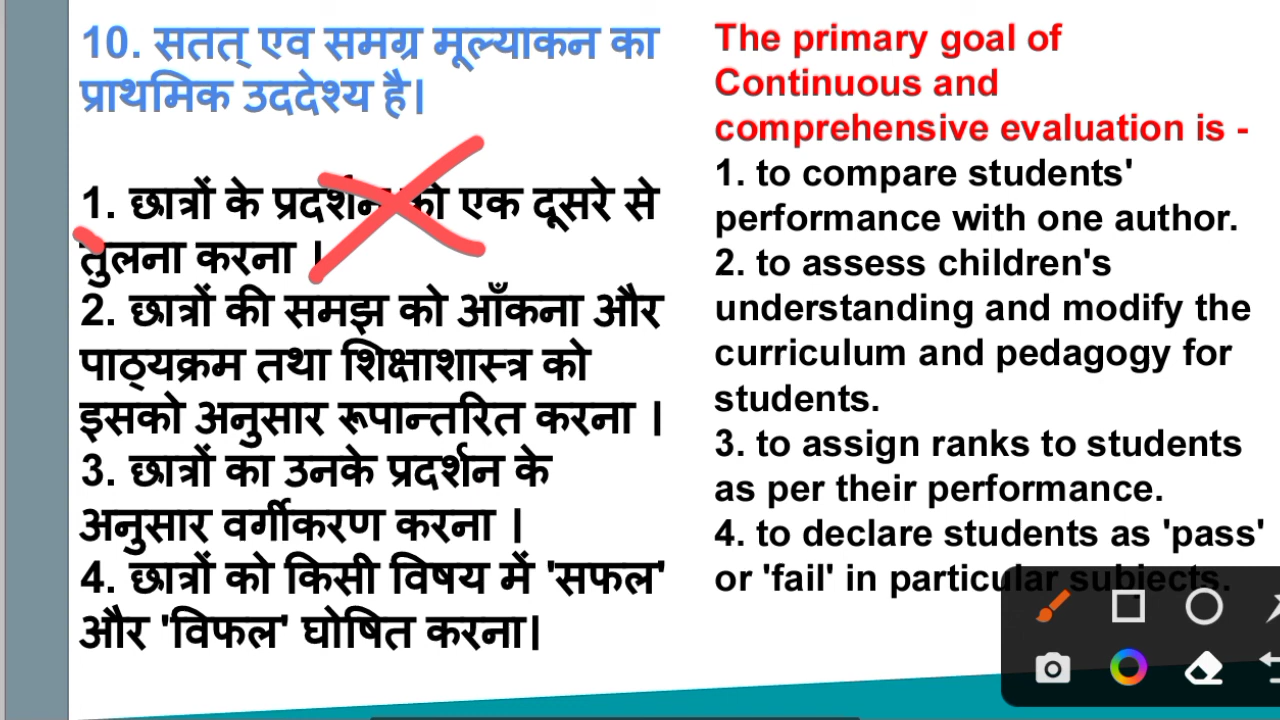 10. सतत् एव समग्र मूल्याकन का
प्राथमिक उददेश्य है।
1. छात्रों के प्रदर्शन को एक दूसरे से
तुलना करना ।
2. छात्रों की समझ को आँकना और
पाठ्यक्रम तथा शिक्षाशास्त्र को
इसको अनुसार रूपान्तरित करना ।
3. छात्रों का उनके प्रदर्शन के
अनुसार वर्गीकरण करना ।
4. छात्रों को किसी विषय में 'सफल'
और 'विफल' घोषित करना।
The primary goal of
Continuous and
comprehensive evaluation is -
1. to compare students'
performance with one author.
2. to assess children's
understanding and modify the
curriculum and pedagogy for
students.
3. to assign ranks to students
as per their performance.
4. to declare students as 'pass'
or 'fail' in particular subjects.